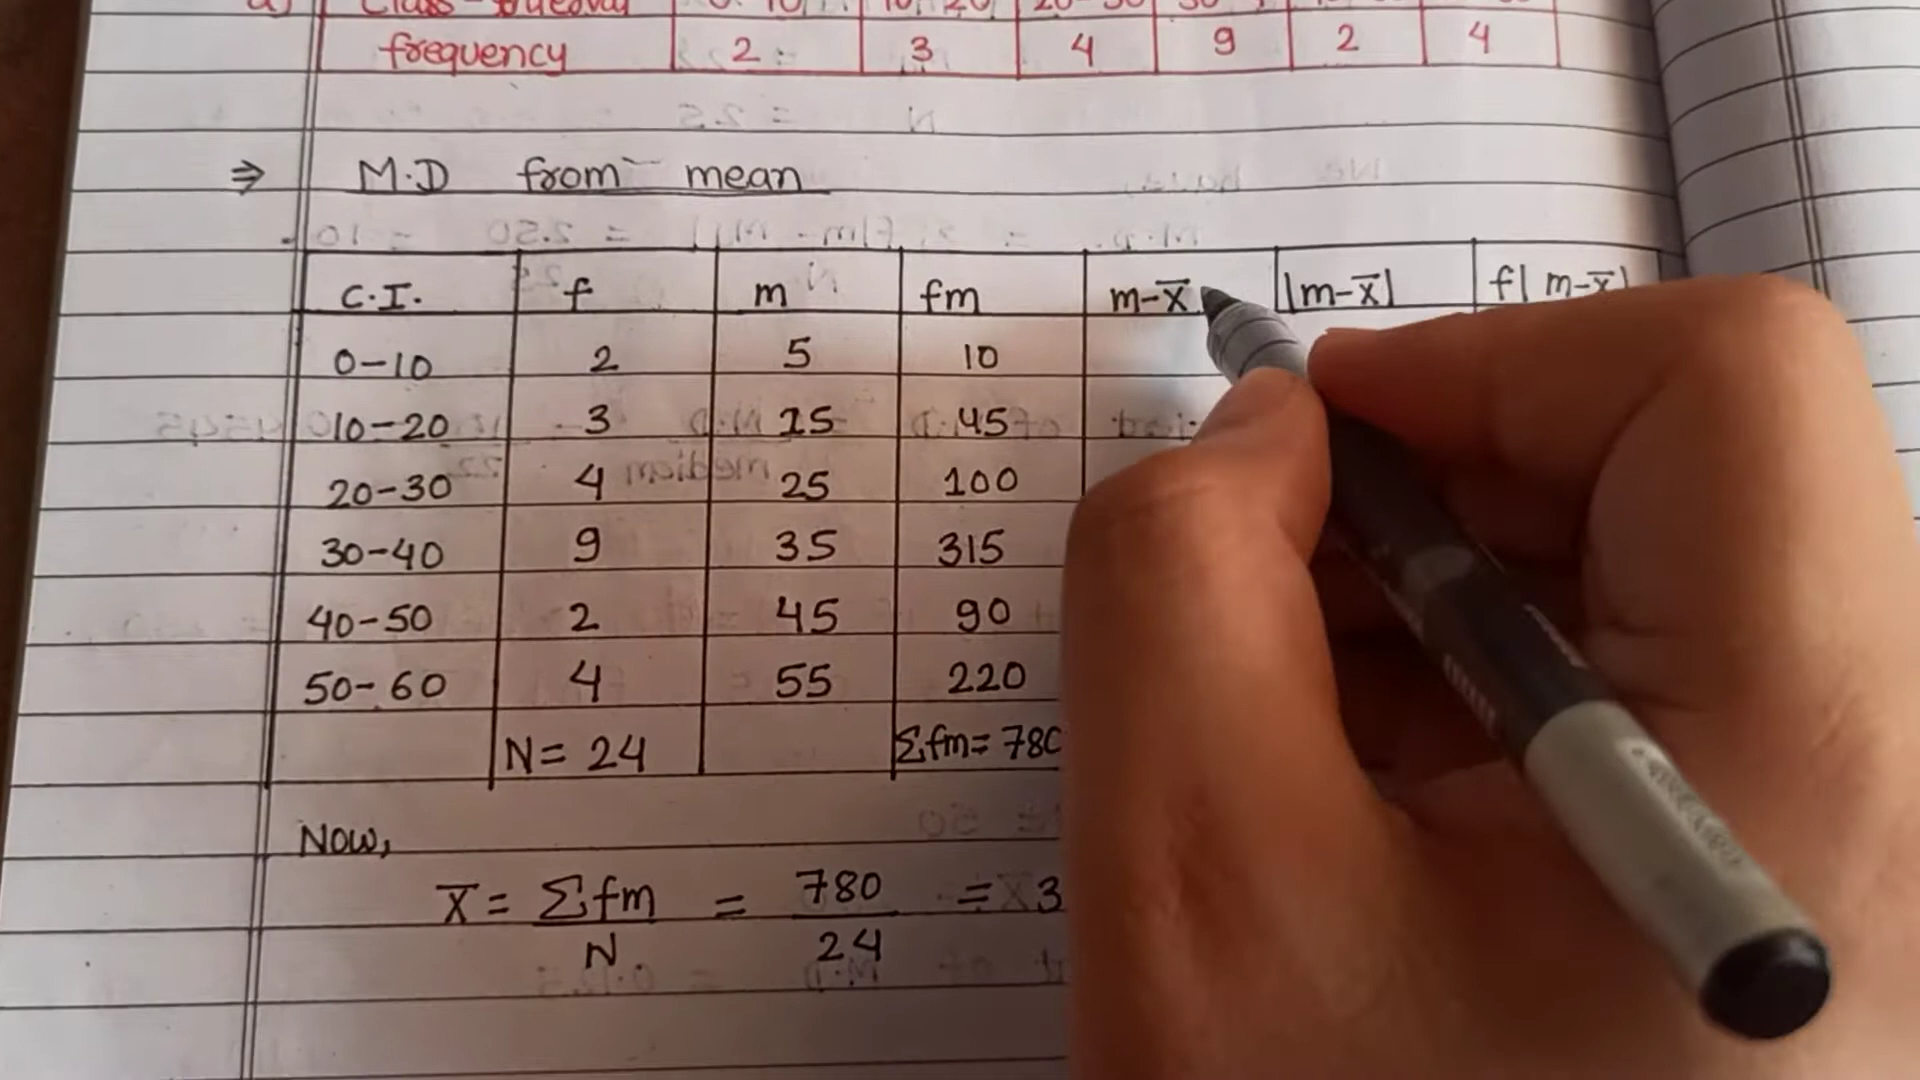 frequency 2 3 4 9 2 4
⇒ M.D from mean
C.I. f m fm m-x̄ |m-x̄| f|m-x̄|
0-10 2 5 10
10-20 3 15 45
20-30 4 25 100
30-40 9 35 315
40-50 2 45 90
50-60 4 55 220
N= 24 Σfm= 780
Now,
X̄ = Σfm / N = 780 / 24 = 3